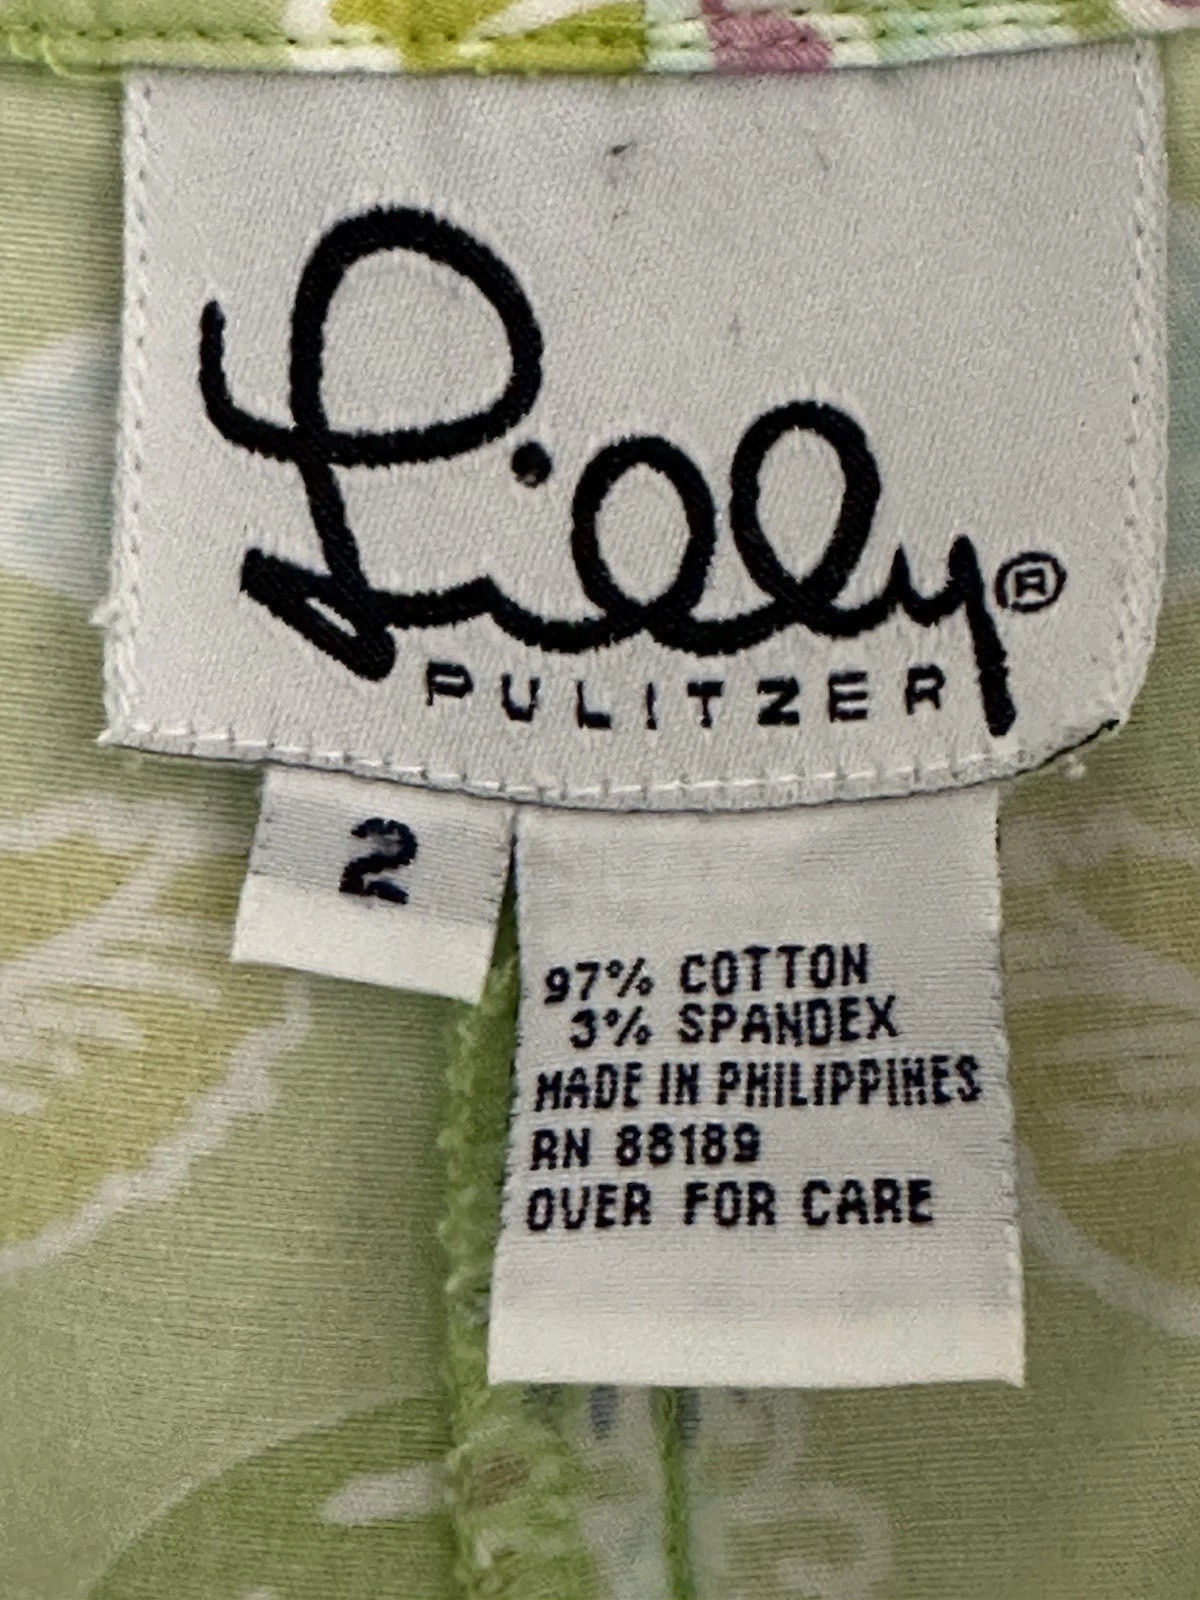 Lilly®
PULITZER
2
97% COTTON
3% SPANDEX
MADE IN PHILIPPINES
RN 88189
OVER FOR CARE